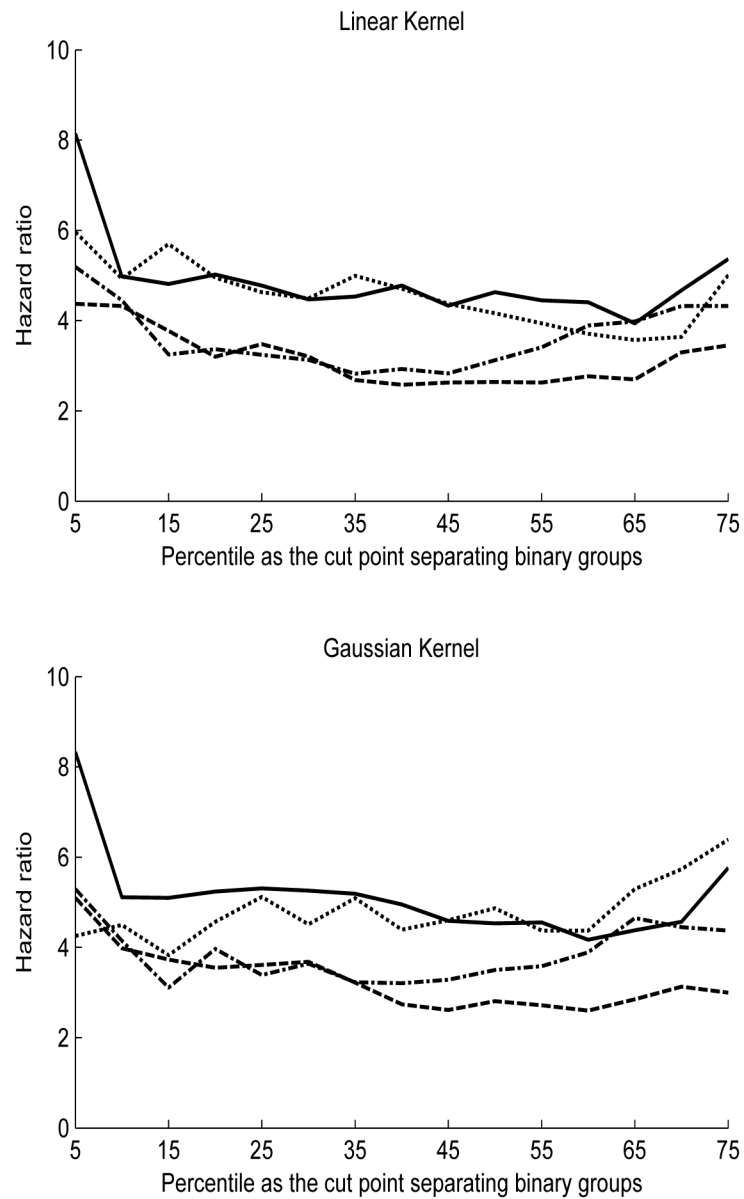 Linear Kernel
10
8
6
4
2
0
Hazard ratio
5 15 25 35 45 55 65 75
Percentile as the cut point separating binary groups
Gaussian Kernel
10
8
6
4
2
0
Hazard ratio
5 15 25 35 45 55 65 75
Percentile as the cut point separating binary groups